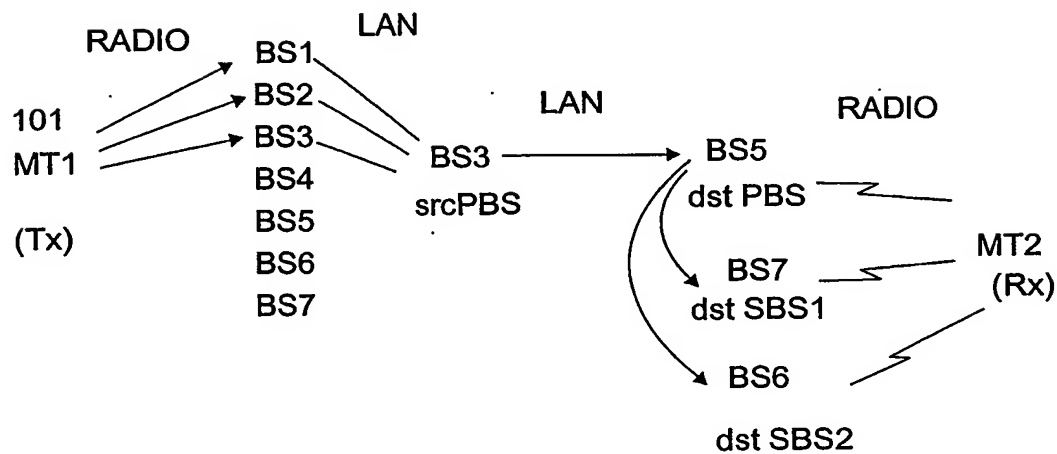 RADIO
LAN
101
MT1
(Tx)
BS1
BS2
BS3
BS4
BS5
BS6
BS7
BS3
srcPBS
LAN
RADIO
BS5
dst PBS
BS7
dst SBS1
BS6
dst SBS2
MT2
(Rx)